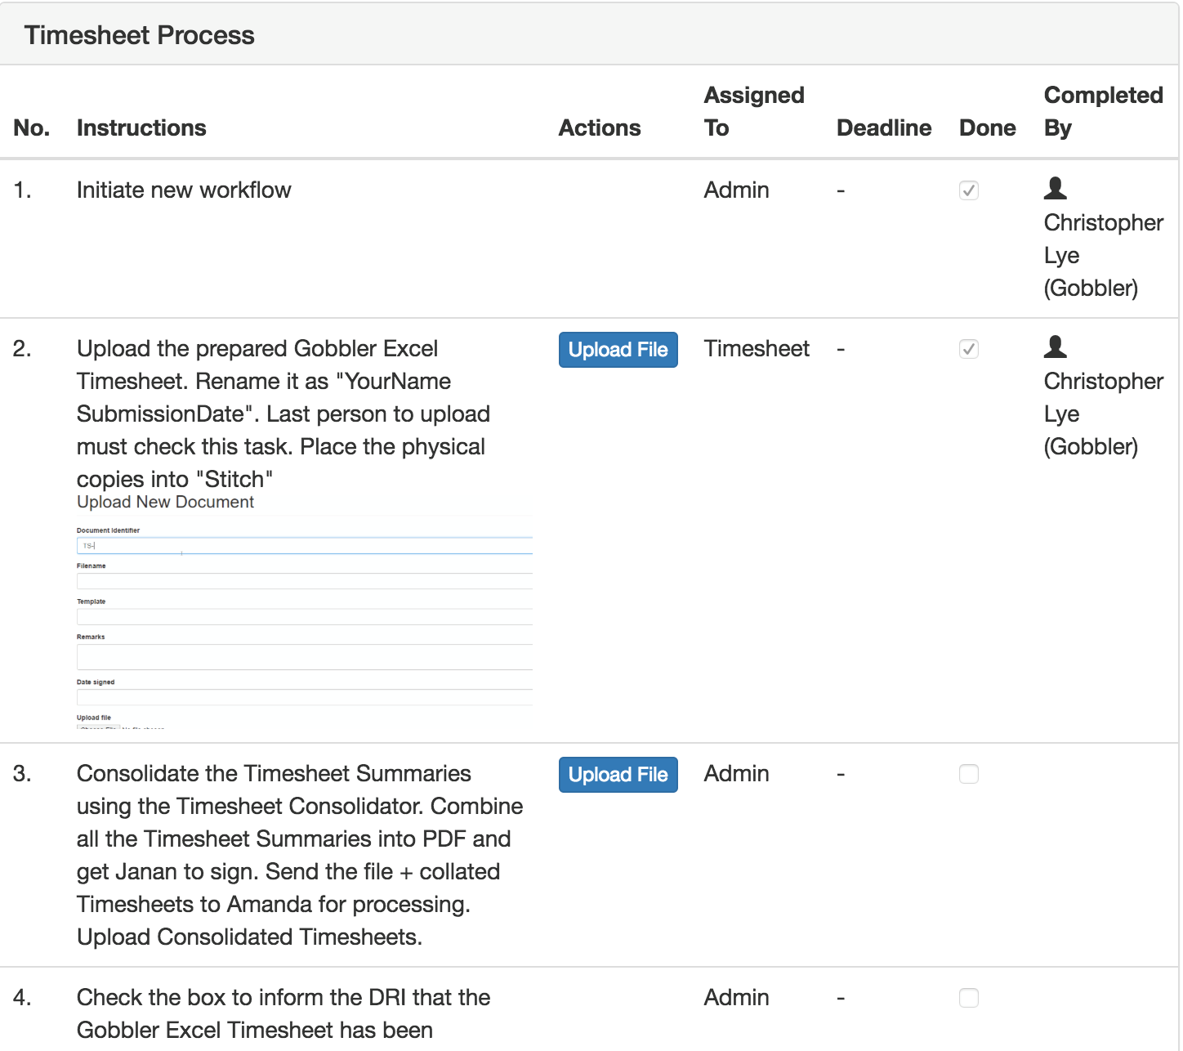 Timesheet Process
No. Instructions Actions Assigned To Deadline Done Completed By
1. Initiate new workflow Admin - Christopher
Lye
(Gobbler)
2. Upload the prepared Gobbler Excel Upload File Timesheet - Christopher
Timesheet. Rename it as "YourName Lye
SubmissionDate". Last person to upload (Gobbler)
must check this task. Place the physical
copies into "Stitch"
Upload New Document
Document Identifier
TS-
Filename
Template
Remarks
Date signed
Upload file
3. Consolidate the Timesheet Summaries Upload File Admin -
using the Timesheet Consolidator. Combine
all the Timesheet Summaries into PDF and
get Janan to sign. Send the file + collated
Timesheets to Amanda for processing.
Upload Consolidated Timesheets.
4. Check the box to inform the DRI that the Admin -
Gobbler Excel Timesheet has been